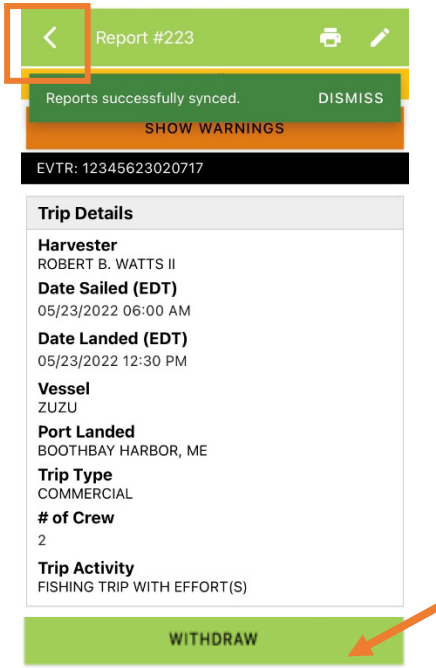 Report #223
Reports successfully synced. DISMISS
SHOW WARNINGS
EVTR: 12345623020717
Trip Details
Harvester
ROBERT B. WATTS II
Date Sailed (EDT)
05/23/2022 06:00 AM
Date Landed (EDT)
05/23/2022 12:30 PM
Vessel
ZUZU
Port Landed
BOOTHBAY HARBOR, ME
Trip Type
COMMERCIAL
# of Crew
2
Trip Activity
FISHING TRIP WITH EFFORT(S)
WITHDRAW